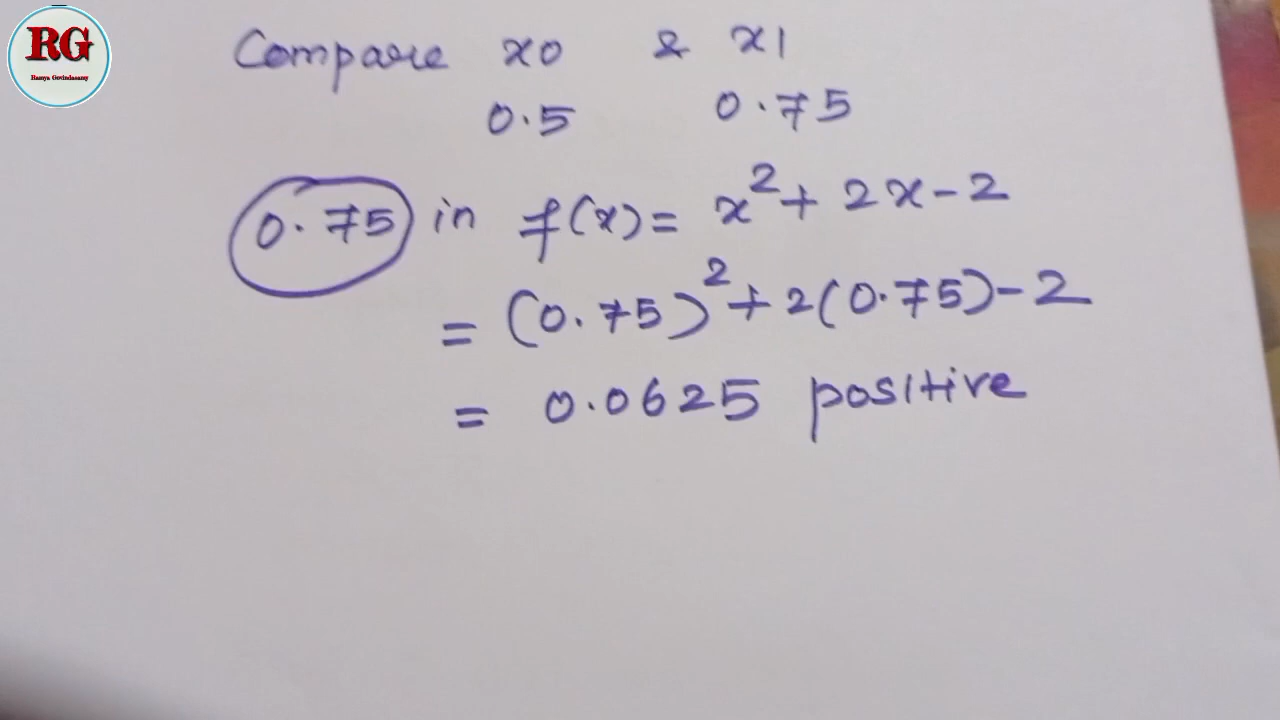 RG
Ramya Govindasamy
Compare x0 & x1
0.5 0.75
0.75 in f(x) = x² + 2x - 2
= (0.75)² + 2(0.75) - 2
= 0.0625 positive